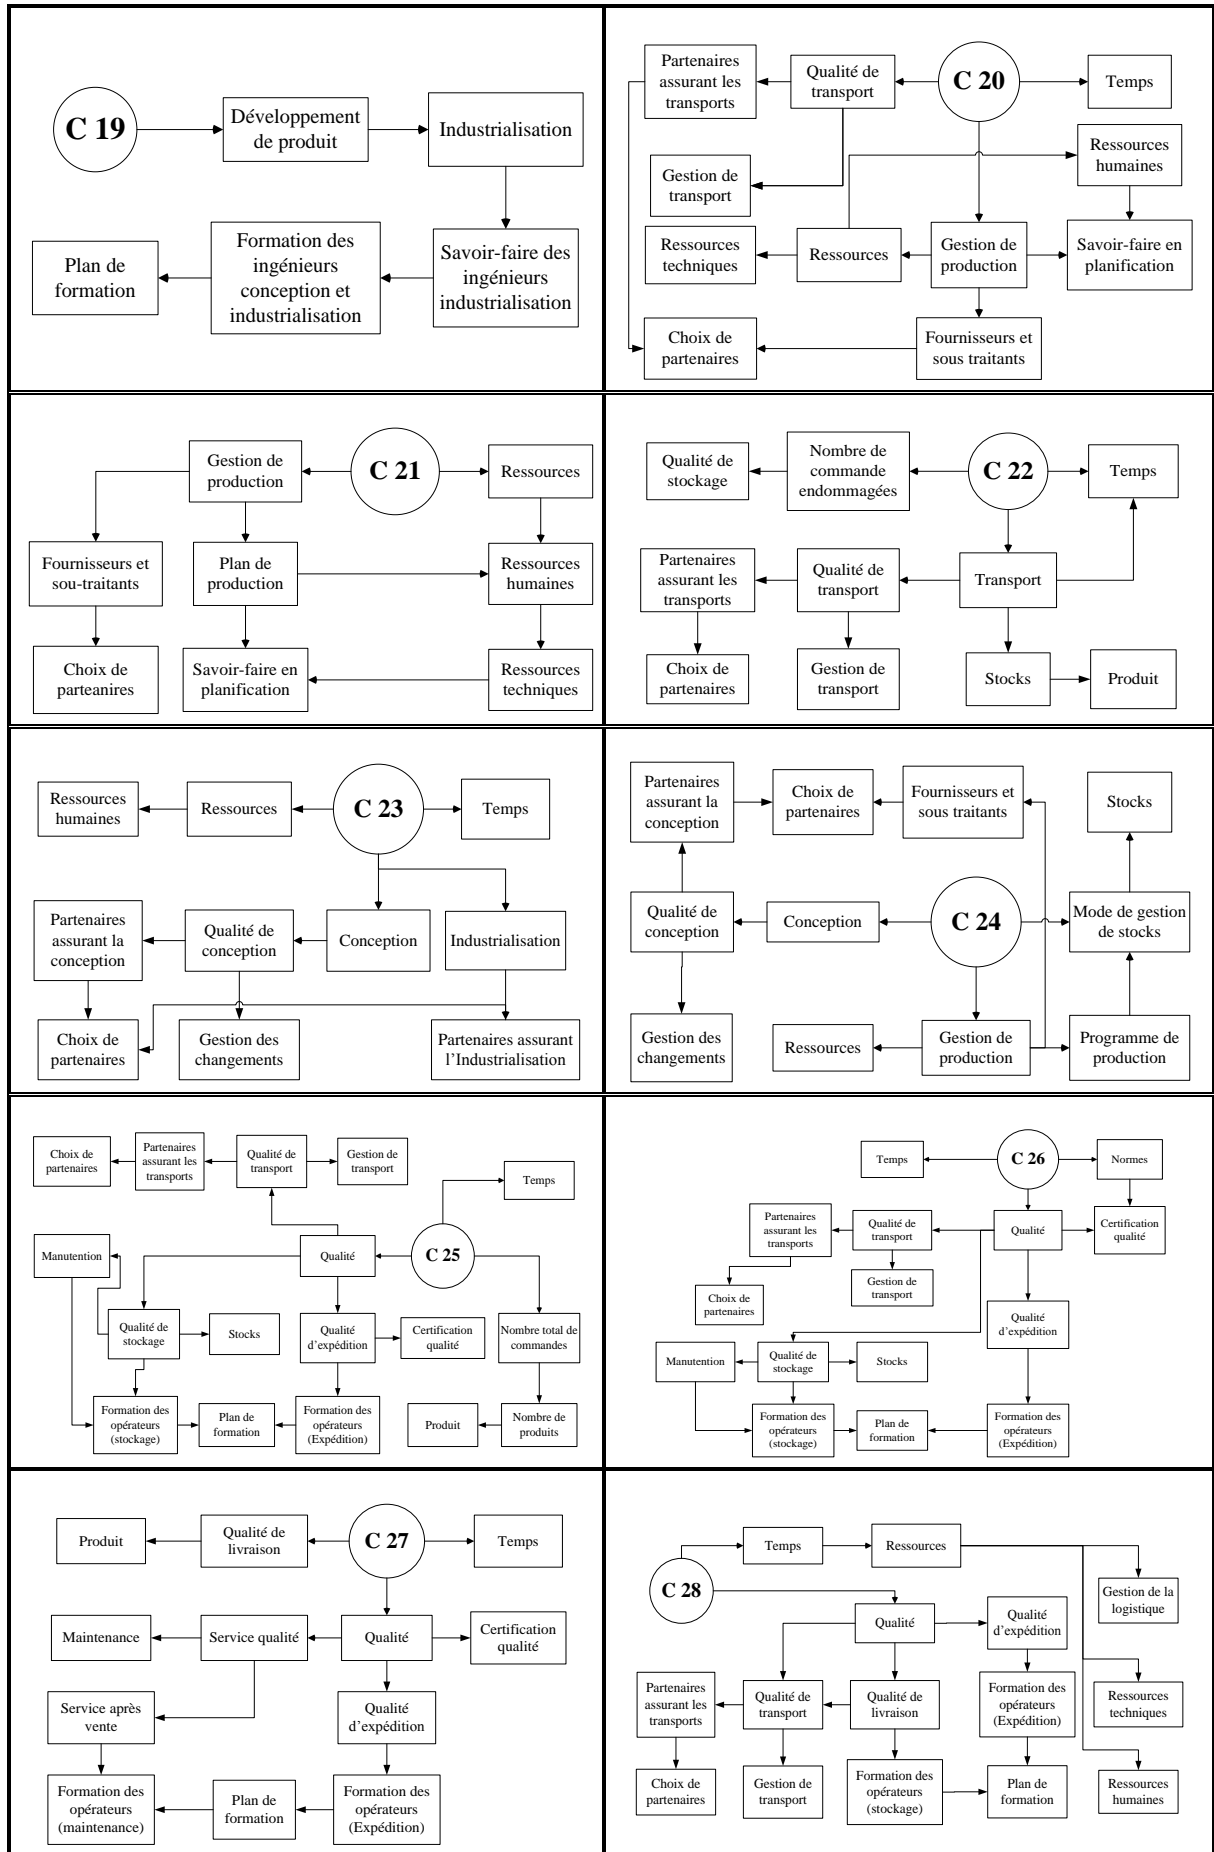 C 19
Développement
de produit
Industrialisation
Plan de
formation
Formation des
ingénieurs
conception et
industrialisation
Savoir-faire des
ingénieurs
industrialisation
Partenaires
assurant les
transports
Qualité de
transport
C 20
Temps
Gestion de
transport
Ressources
humaines
Ressources
techniques
Ressources
Gestion de
production
Savoir-faire en
planification
Choix de
partenaires
Fournisseurs et
sous traitants
Gestion de
production
C 21
Ressources
Fournisseurs et
sou-traitants
Plan de
production
Ressources
humaines
Choix de
parteanires
Savoir-faire en
planification
Ressources
techniques
Qualité de
stockage
Nombre de
commande
endommagées
C 22
Temps
Partenaires
assurant les
transports
Qualité de
transport
Transport
Choix de
partenaires
Gestion de
transport
Stocks
Produit
Ressources
humaines
Ressources
C 23
Temps
Partenaires
assurant la
conception
Qualité de
conception
Conception
Industrialisation
Choix de
partenaires
Gestion des
changements
Partenaires assurant
l'Industrialisation
Partenaires
assurant la
conception
Choix de
partenaires
Fournisseurs et
sous traitants
Stocks
Qualité de
conception
Conception
C 24
Mode de gestion
de stocks
Gestion des
changements
Ressources
Gestion de
production
Programme de
production
Choix de
partenaires
Partenaires
assurant les
transports
Qualité de
transport
Gestion de
transport
Temps
Manutention
Qualité
C 25
Qualité de
stockage
Stocks
Qualité
d'expédition
Certification
qualité
Nombre total de
commandes
Formation des
opérateurs
(stockage)
Plan de
formation
Formation des
opérateurs
(Expédition)
Produit
Nombre de
produits
Temps
C 26
Normes
Partenaires
assurant les
transports
Qualité de
transport
Qualité
Certification
qualité
Choix de
partenaires
Gestion de
transport
Qualité
d'expédition
Manutention
Qualité de
stockage
Stocks
Formation des
opérateurs
(stockage)
Plan de
formation
Formation des
opérateurs
(Expédition)
Produit
Qualité de
livraison
C 27
Temps
Maintenance
Service qualité
Qualité
Certification
qualité
Service après
vente
Qualité
d'expédition
Formation des
opérateurs
(maintenance)
Plan de
formation
Formation des
opérateurs
(Expédition)
Temps
Ressources
C 28
Gestion de la
logistique
Qualité
Qualité
d'expédition
Partenaires
assurant les
transports
Qualité de
transport
Qualité de
livraison
Formation des
opérateurs
(Expédition)
Ressources
techniques
Choix de
partenaires
Gestion de
transport
Formation des
opérateurs
(stockage)
Plan de
formation
Ressources
humaines